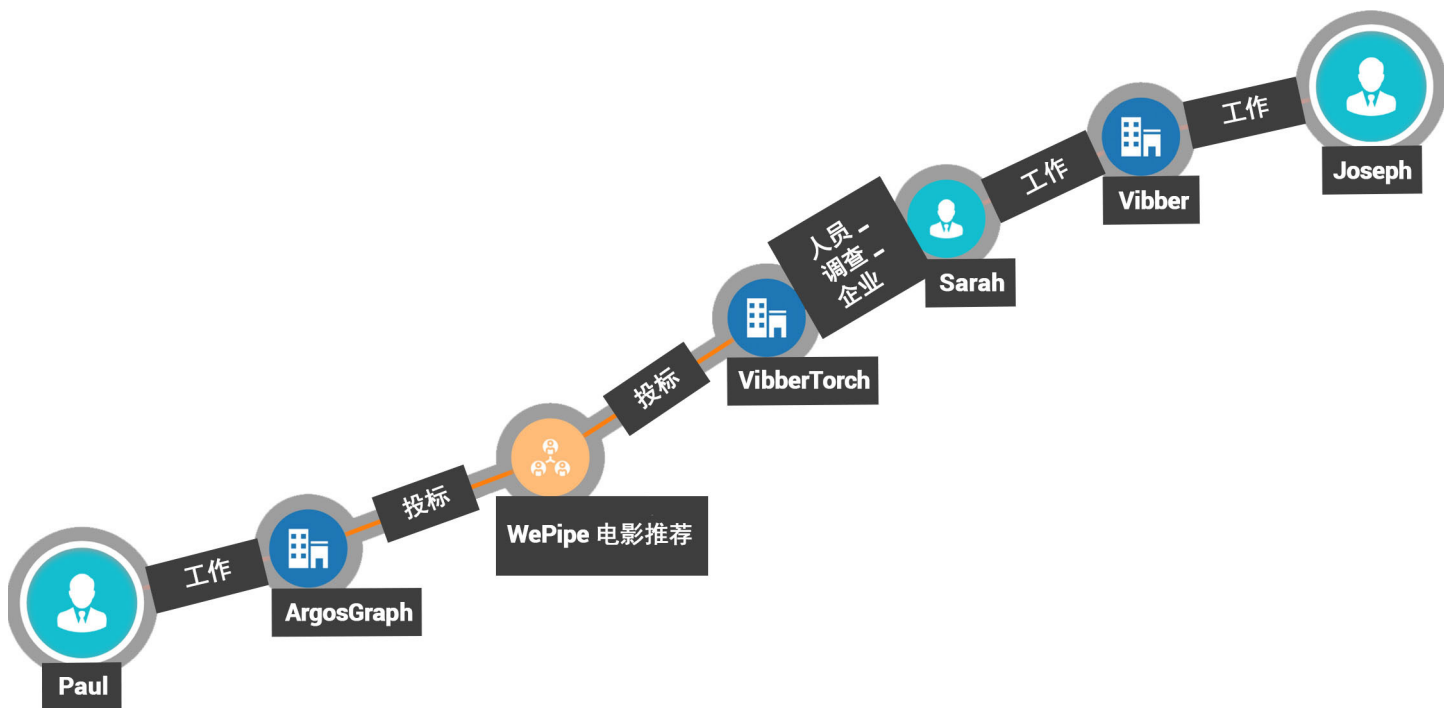 Paul
工作
ArgosGraph
投标
WePipe 电影推荐
投标
VibberTorch
人员 –
调查 –
企业
Sarah
工作
Vibber
工作
Joseph